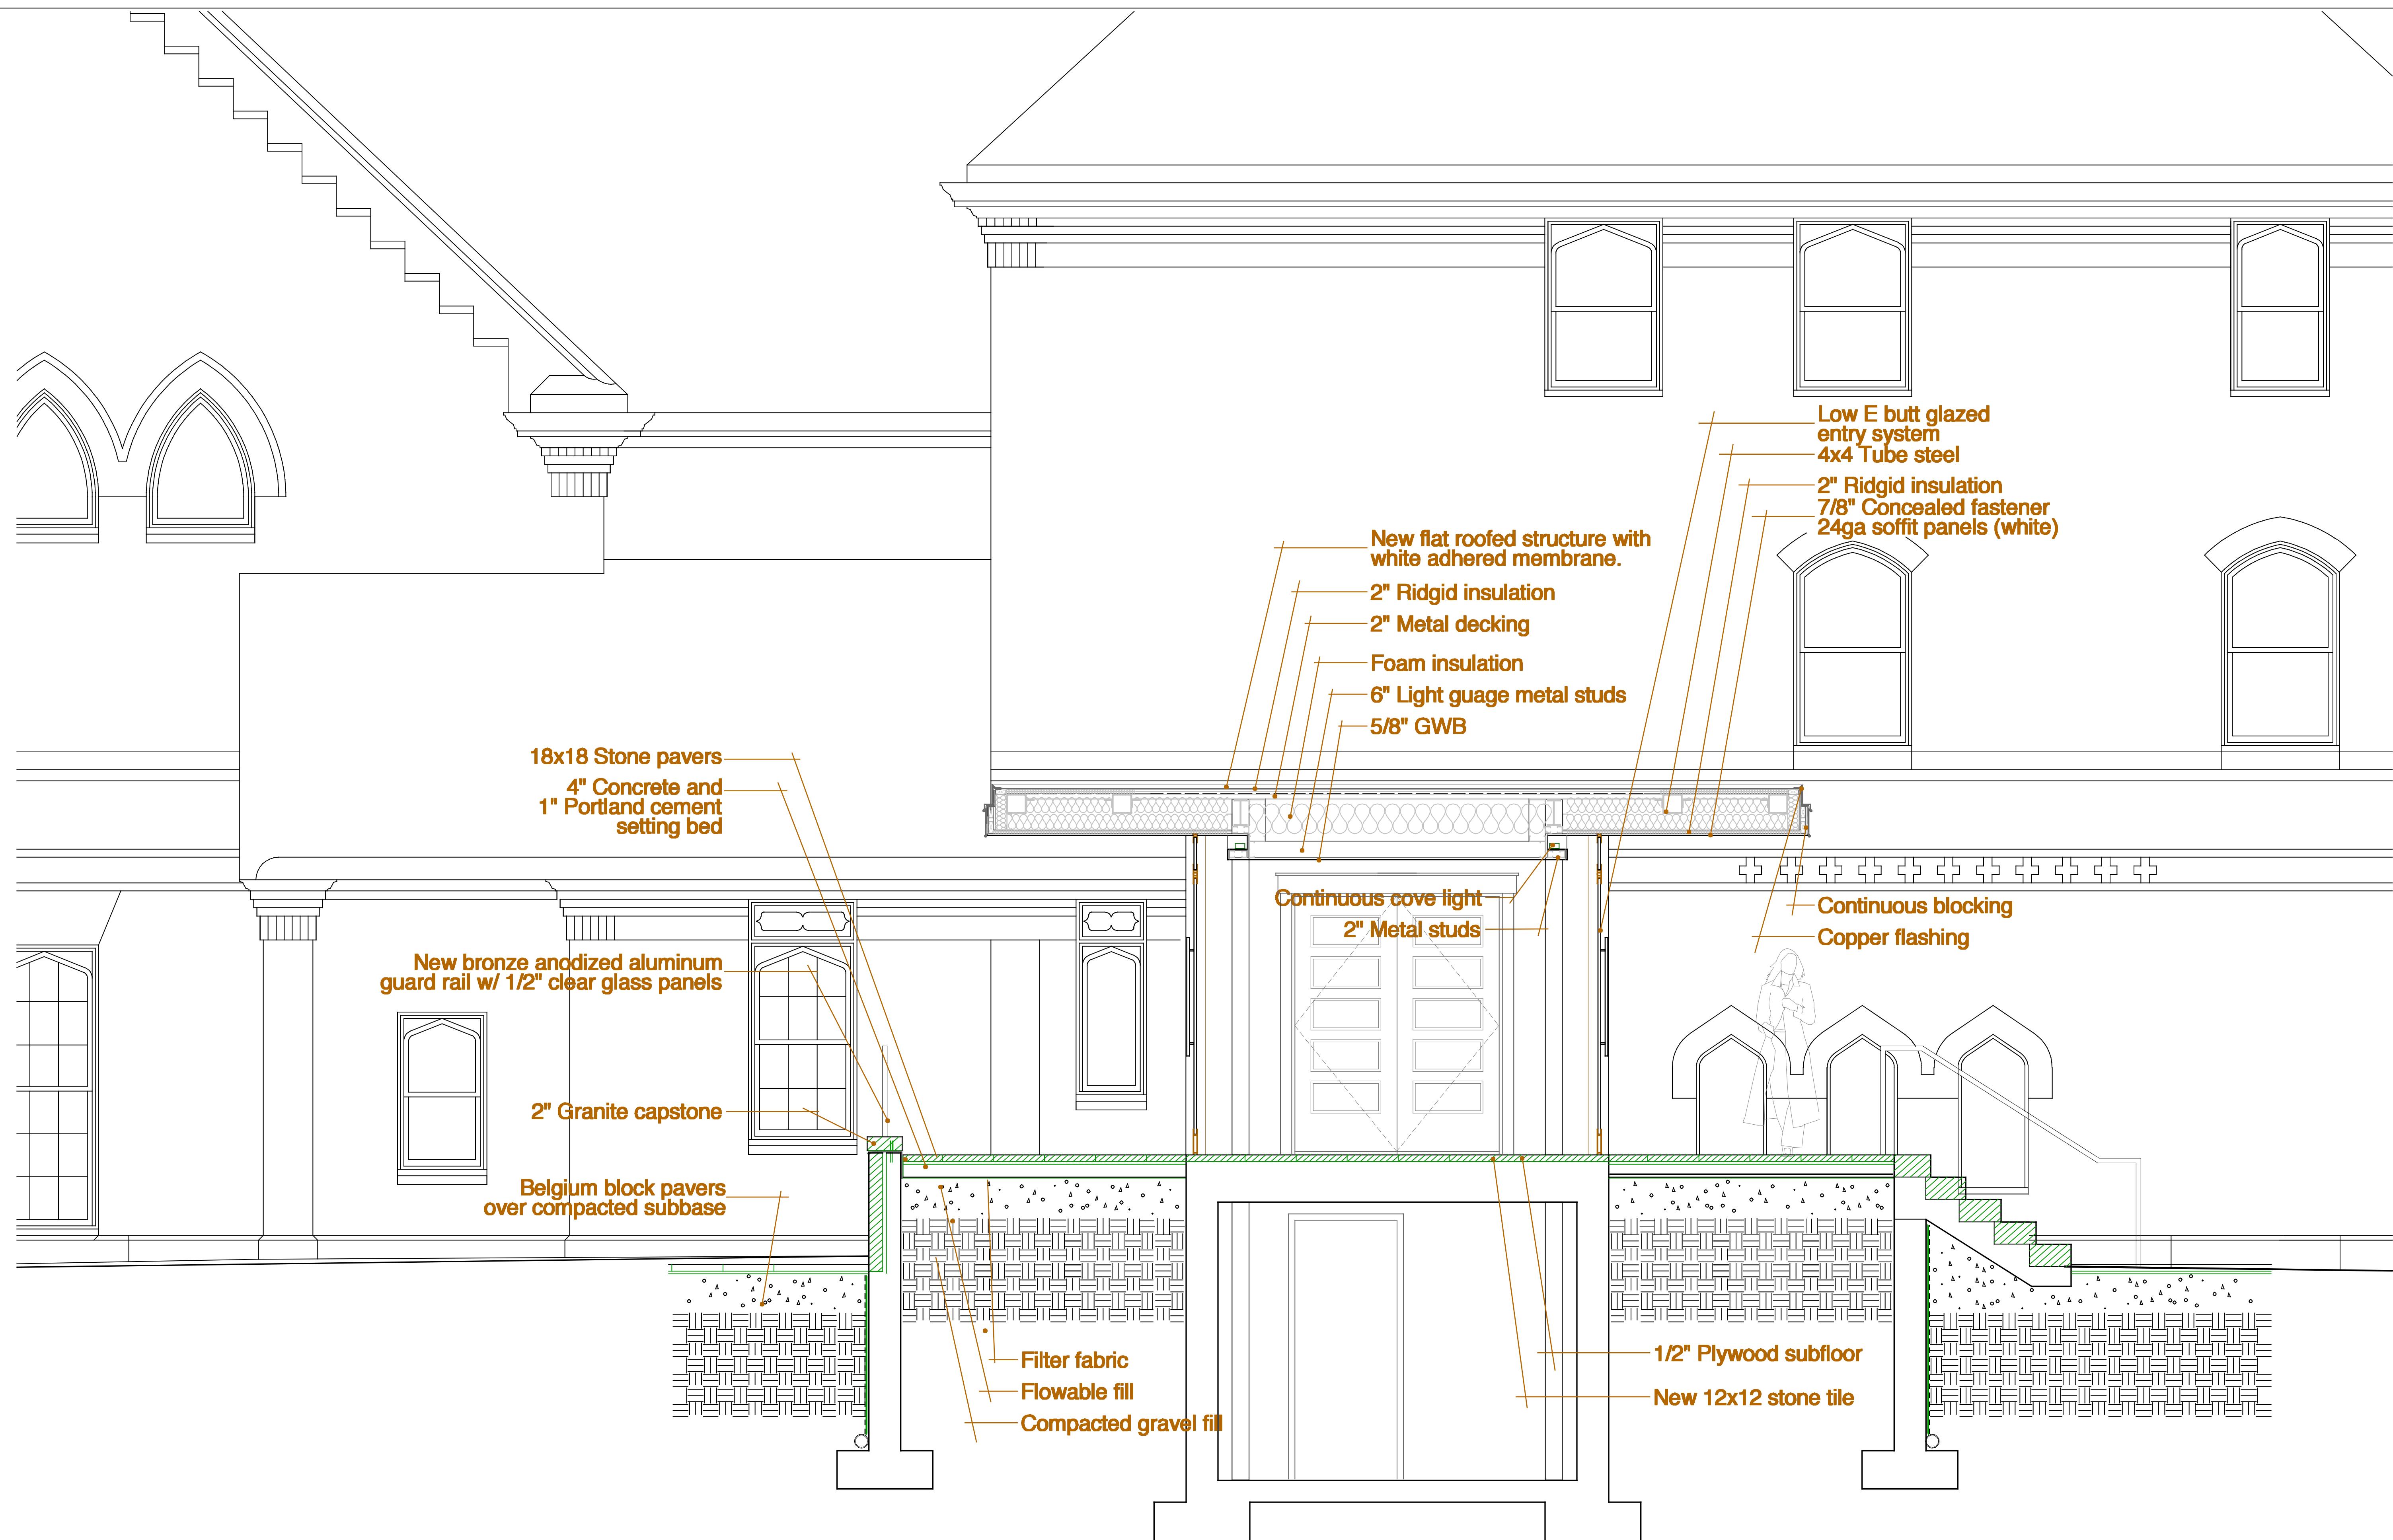 Low E butt glazed
entry system
4x4 Tube steel
2" Ridgid insulation
7/8" Concealed fastener
24ga soffit panels (white)
New flat roofed structure with
white adhered membrane.
2" Ridgid insulation
2" Metal decking
Foam insulation
6" Light guage metal studs
5/8" GWB
18x18 Stone pavers
4" Concrete and
1" Portland cement
setting bed
Continuous cove light
2" Metal studs
Continuous blocking
Copper flashing
New bronze anodized aluminum
guard rail w/ 1/2" clear glass panels
2" Granite capstone
Belgium block pavers
over compacted subbase
Filter fabric
Flowable fill
Compacted gravel fill
1/2" Plywood subfloor
New 12x12 stone tile